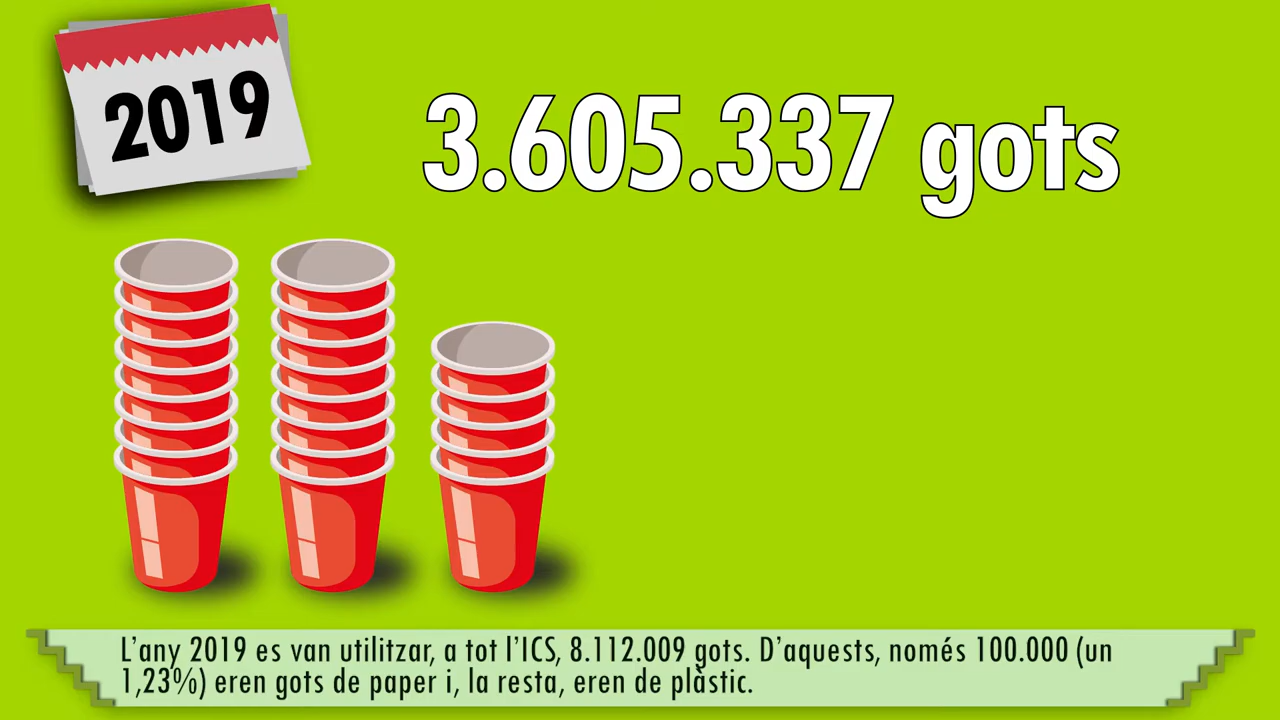 2019
3.605.337 gots
L’any 2019 es van utilitzar, a tot l’ICS, 8.112.009 gots. D’aquests, només 100.000 (un
1,23%) eren gots de paper i, la resta, eren de plàstic.